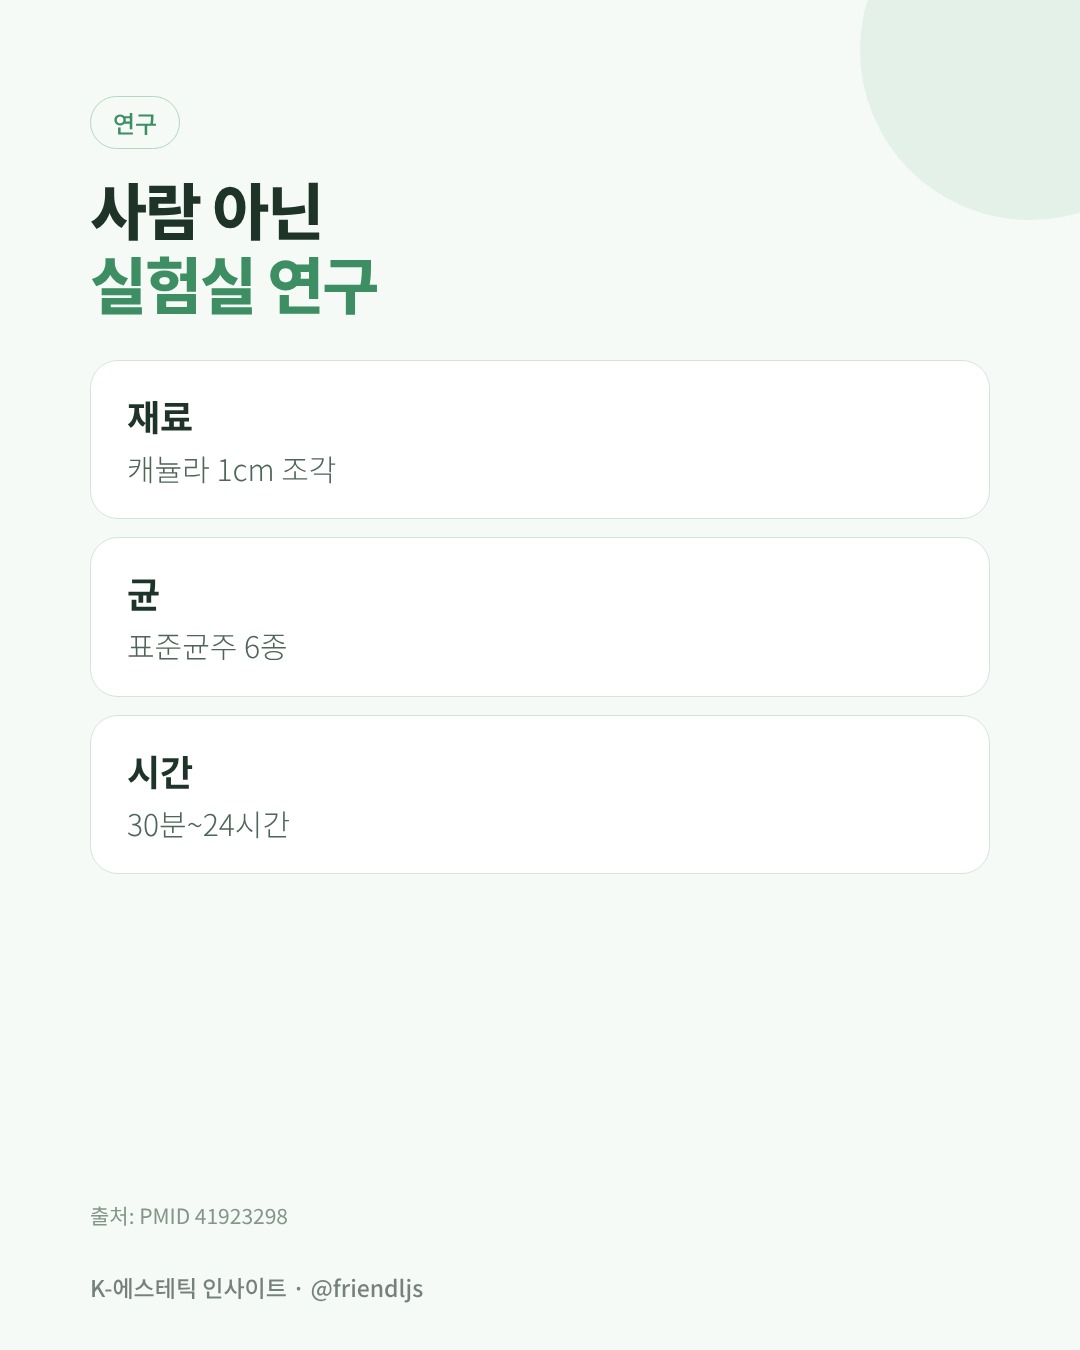 연구
사람 아닌
실험실 연구
재료
캐뉼라 1cm 조각
균
표준균주 6종
시간
30분~24시간
출처: PMID 41923298
K-에스테틱 인사이트 · @friendljs